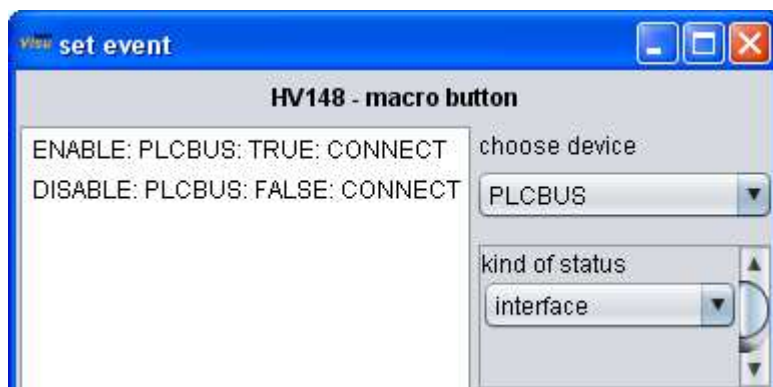 Visu set event
HV148 - macro button
ENABLE: PLCBUS: TRUE: CONNECT
DISABLE: PLCBUS: FALSE: CONNECT
choose device
PLCBUS
kind of status
interface